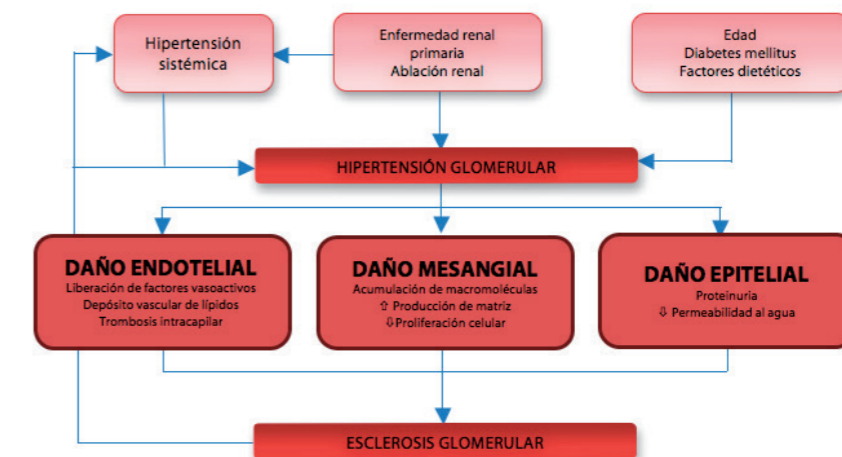 Hipertensión
sistémica
Enfermedad renal
primaria
Ablación renal
Edad
Diabetes mellitus
Factores dietéticos
HIPERTENSIÓN GLOMERULAR
DAÑO ENDOTELIAL
Liberación de factores vasoactivos
Depósito vascular de lípidos
Trombosis intracapilar
DAÑO MESANGIAL
Acumulación de macromoléculas
⇧ Producción de matriz
⇩Proliferación celular
DAÑO EPITELIAL
Proteinuria
⇩ Permeabilidad al agua
ESCLEROSIS GLOMERULAR